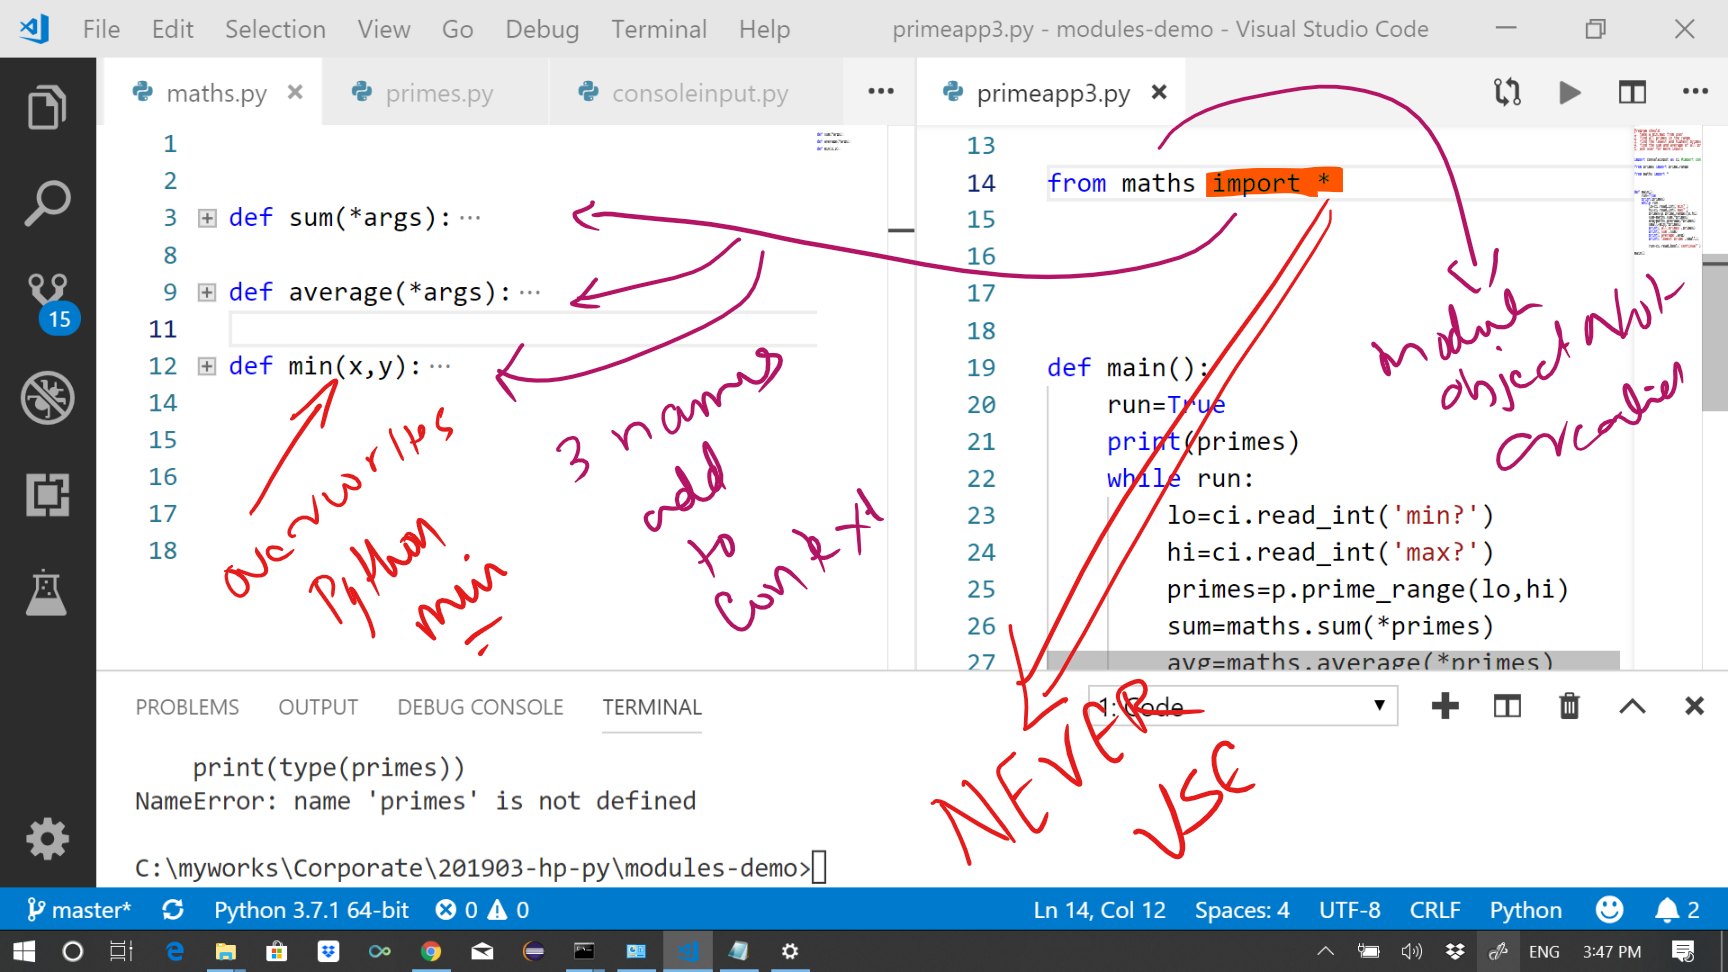 File Edit Selection View Go Debug Terminal Help primeapp3.py - modules-demo - Visual Studio Code
maths.py primes.py consoleinput.py
1
2
3 def sum(*args): ...
8
9 def average(*args): ...
11
12 def min(x,y): ...
14
15
16
17
18
overwrites
Python
min
3 names
add
to
context
primeapp3.py
13
14 from maths import *
15
16
17
18
19 def main():
20 run=True
21 print(primes)
22 while run:
23 lo=ci.read_int('min?')
24 hi=ci.read_int('max?')
25 primes=p.prime_range(lo,hi)
26 sum=maths.sum(*primes)
27 avg=maths.average(*primes)
module
object Not
created
NEVER
USE
15
PROBLEMS OUTPUT DEBUG CONSOLE TERMINAL 1: Code
print(type(primes))
NameError: name 'primes' is not defined
C:\myworks\Corporate\201903-hp-py\modules-demo>
master* Python 3.7.1 64-bit 0 0 Ln 14, Col 12 Spaces: 4 UTF-8 CRLF Python 2
ENG 3:47 PM